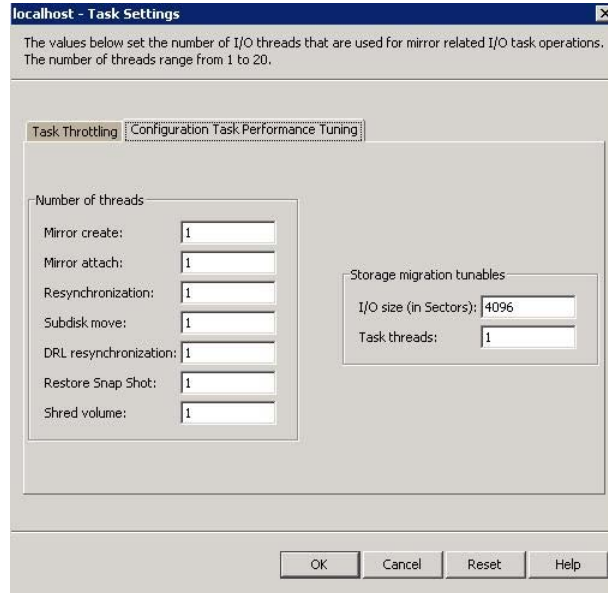 localhost - Task Settings
The values below set the number of I/O threads that are used for mirror related I/O task operations.
The number of threads range from 1 to 20.
Task Throttling
Configuration Task Performance Tuning
Number of threads
Mirror create: 1
Mirror attach: 1
Resynchronization: 1
Subdisk move: 1
DRL resynchronization: 1
Restore Snap Shot: 1
Shred volume: 1
Storage migration tunables
I/O size (in Sectors): 4096
Task threads: 1
OK
Cancel
Reset
Help